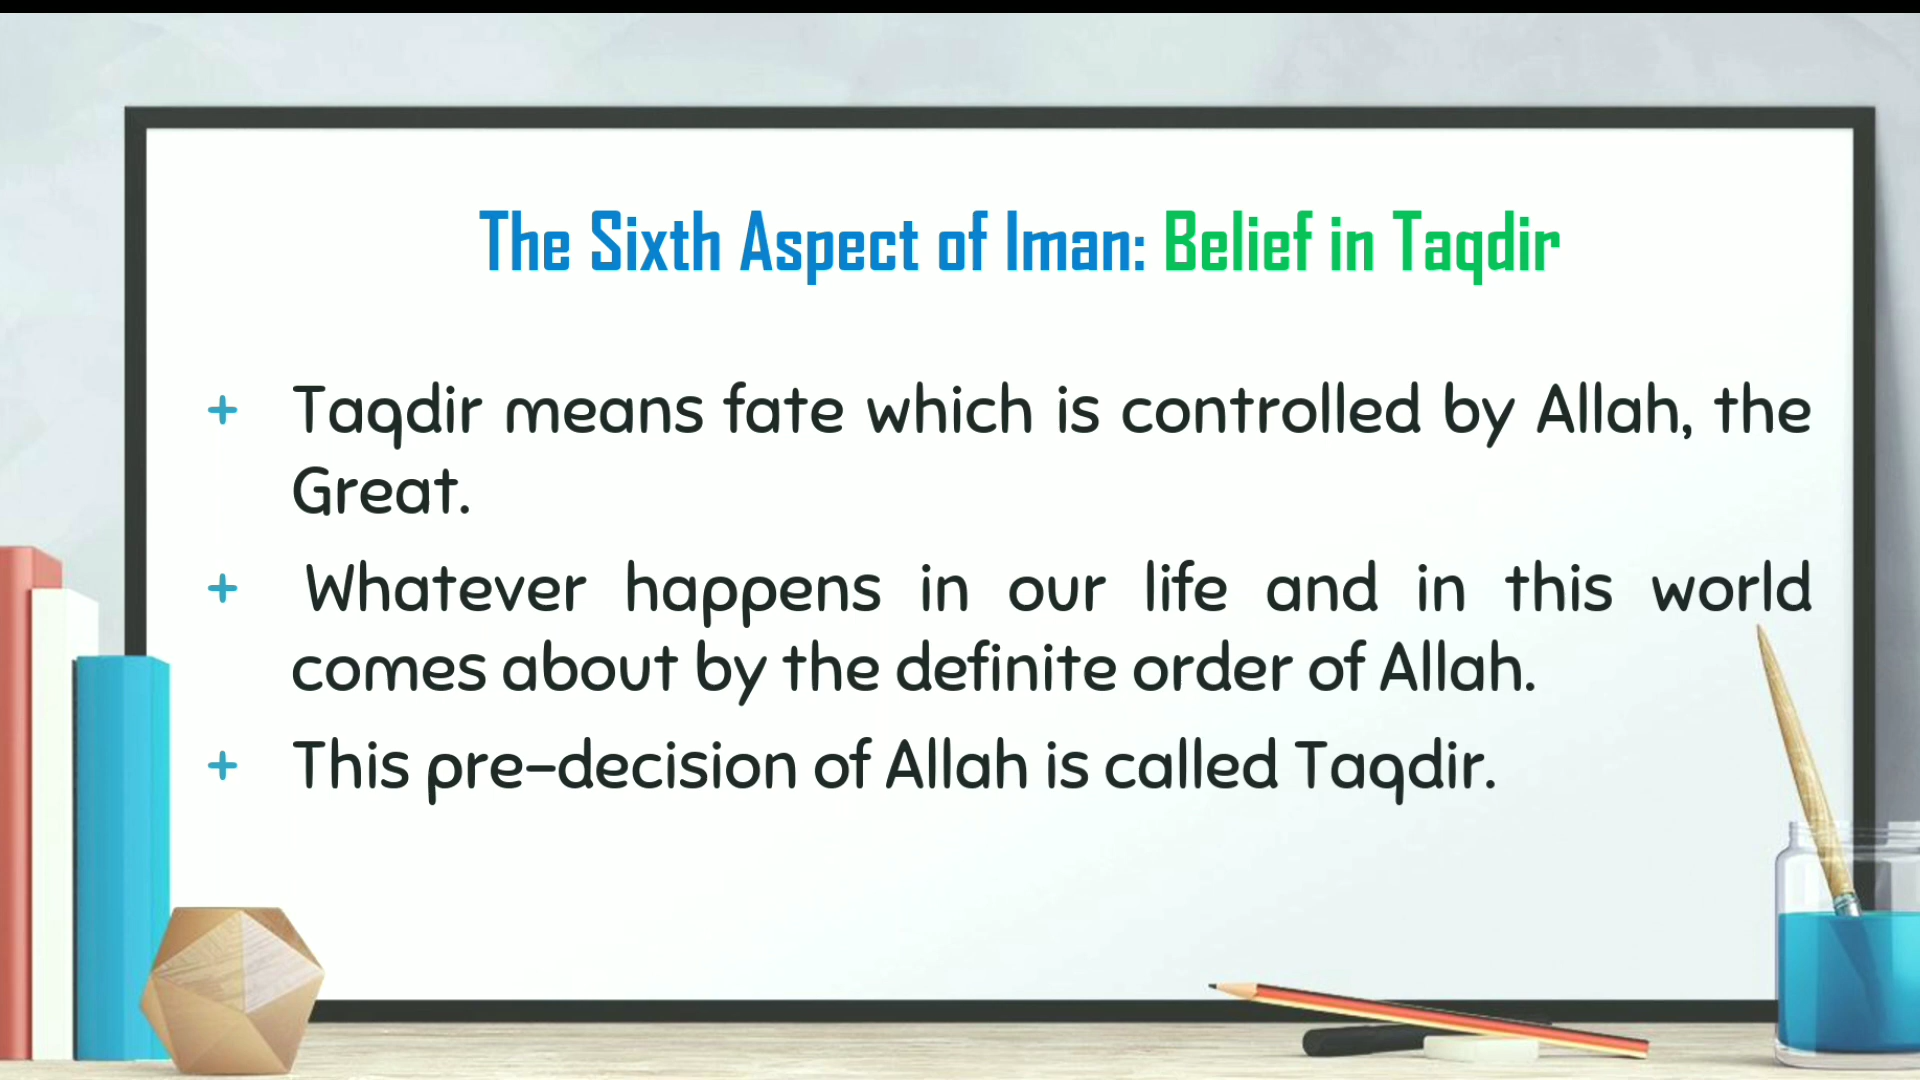 The Sixth Aspect of Iman: Belief in Taqdir
+ Taqdir means fate which is controlled by Allah, the
Great.
+ Whatever happens in our life and in this world
comes about by the definite order of Allah.
+ This pre-decision of Allah is called Taqdir.